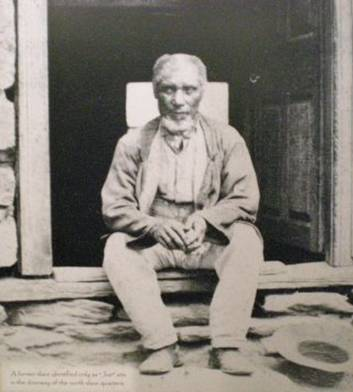 A former slave identified only as "Joe" sits
in the doorway of the north slave quarters.